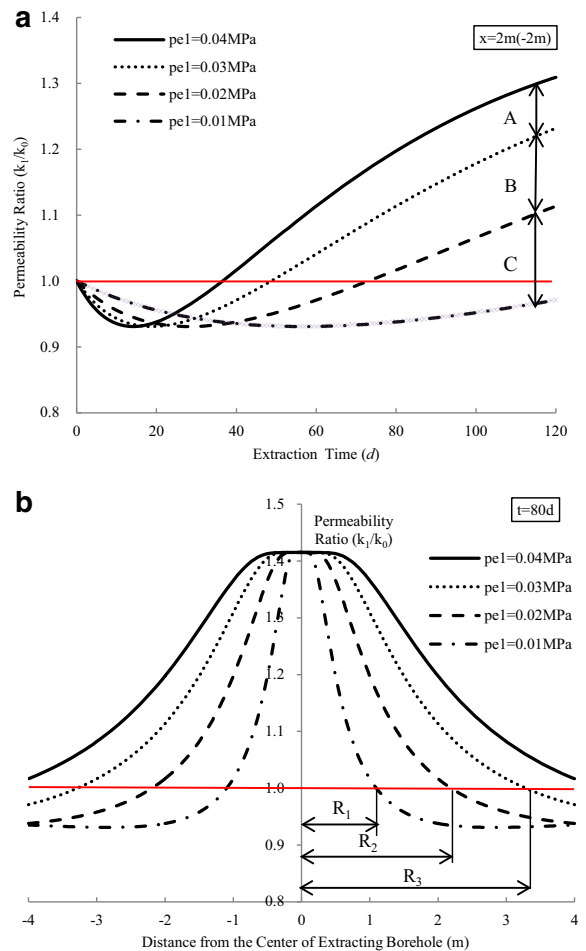 a
1.4
1.3
1.2
1.1
1.0
0.9
0.8
Permeability Ratio (k1/k0)
pe1=0.04MPa
pe1=0.03MPa
pe1=0.02MPa
pe1=0.01MPa
x=2m(-2m)
A
B
C
0 20 40 60 80 100 120
Extraction Time (d)
b
1.5
1.4
1.3
1.2
1.1
1.0
0.9
0.8
Permeability
Ratio (k1/k0)
t=80d
pe1=0.04MPa
pe1=0.03MPa
pe1=0.02MPa
pe1=0.01MPa
R1
R2
R3
-4 -3 -2 -1 0 1 2 3 4
Distance from the Center of Extracting Borehole (m)